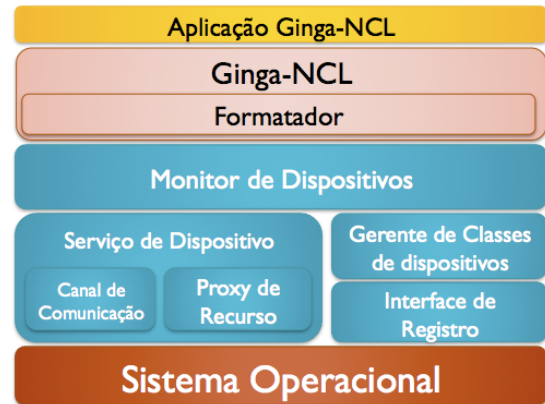 Aplicação Ginga-NCL
Ginga-NCL
Formatador
Monitor de Dispositivos
Serviço de Dispositivo
Canal de
Comunicação
Proxy de
Recurso
Gerente de Classes
de dispositivos
Interface de
Registro
Sistema Operacional